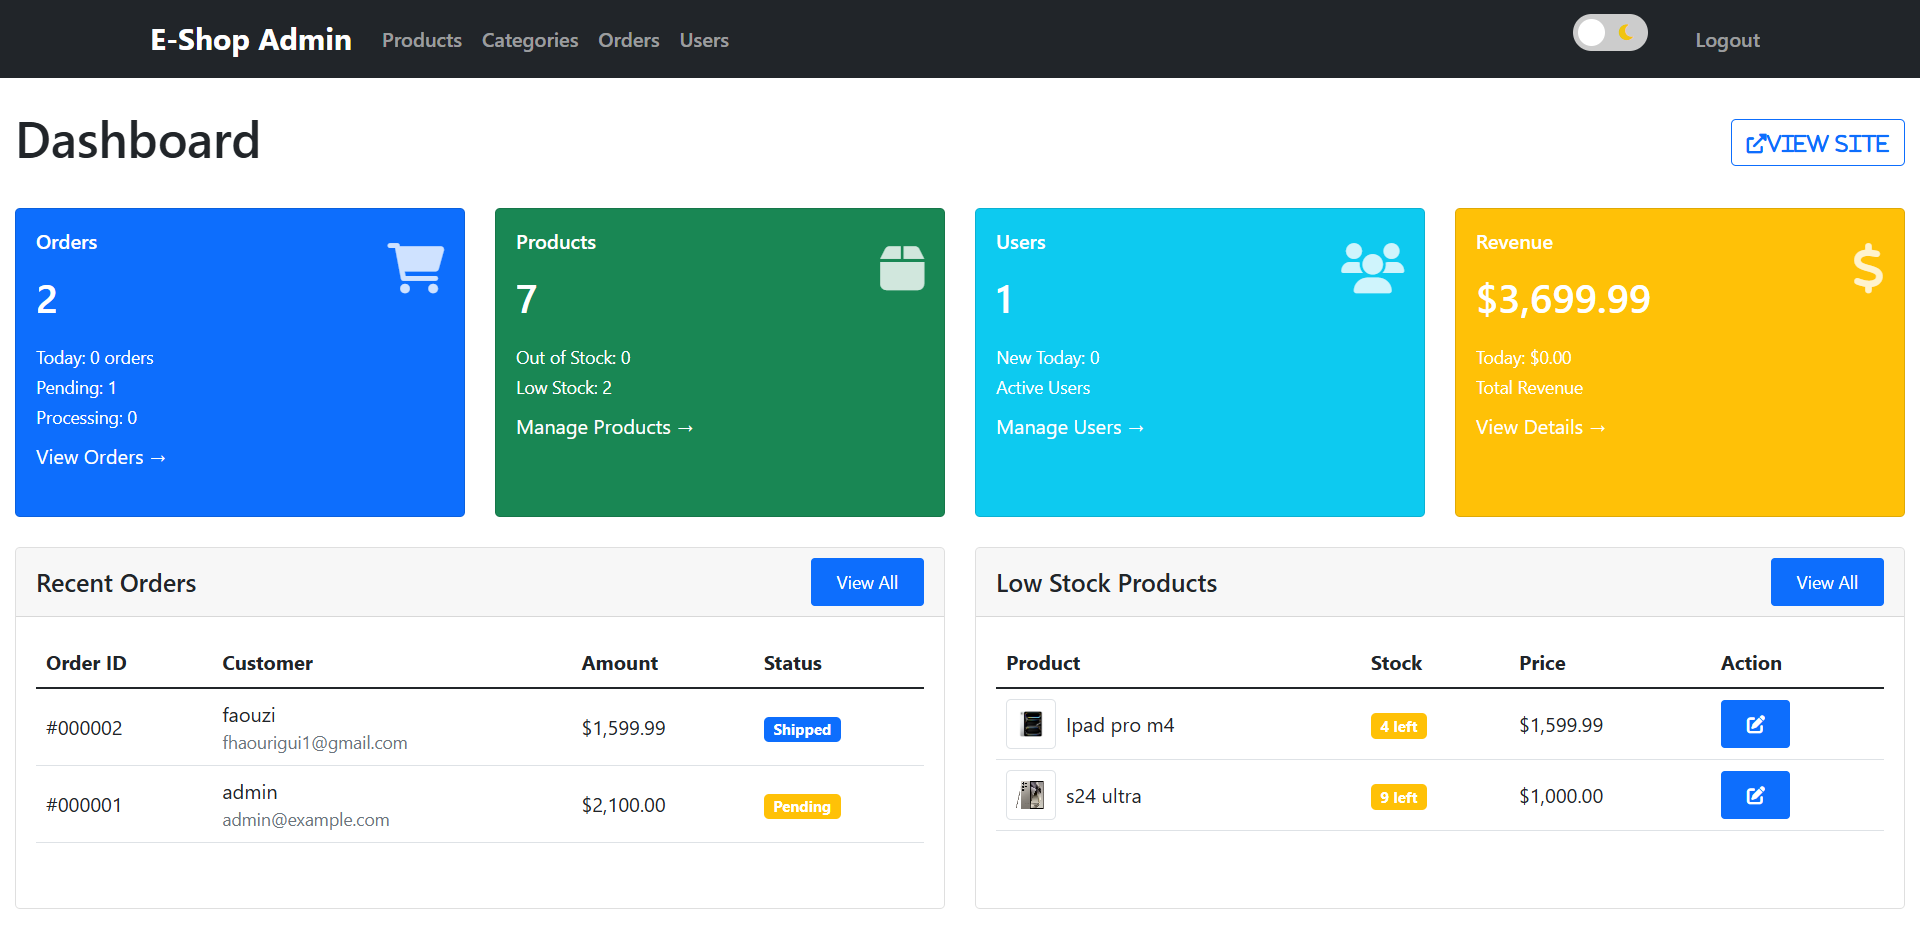 E-Shop Admin Products Categories Orders Users Logout
Dashboard
VIEW SITE
Orders
2
Today: 0 orders
Pending: 1
Processing: 0
View Orders →
Products
7
Out of Stock: 0
Low Stock: 2
Manage Products →
Users
1
New Today: 0
Active Users
Manage Users →
Revenue
$3,699.99
Today: $0.00
Total Revenue
View Details →
Recent Orders View All
Order ID Customer Amount Status
#000002 faouzi $1,599.99 Shipped
fhaourigui1@gmail.com
#000001 admin $2,100.00 Pending
admin@example.com
Low Stock Products View All
Product Stock Price Action
Ipad pro m4 4 left $1,599.99
s24 ultra 9 left $1,000.00